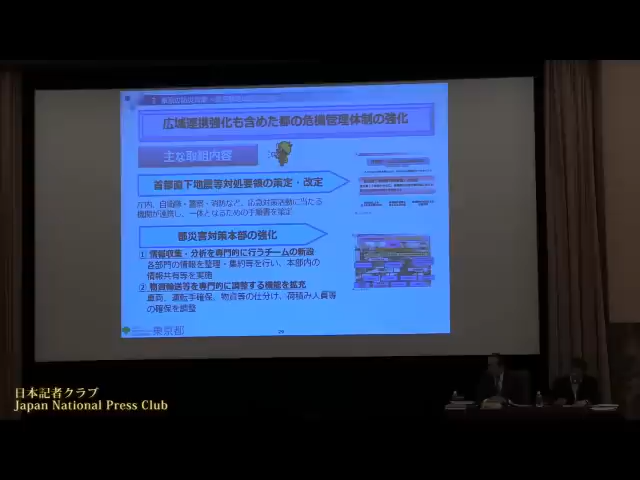 広域連携強化も含めた都の危機管理体制の強化
主な取組内容
首都直下地震等対処要領の策定・改定
庁内、自衛隊・警察・消防など、応急対策活動に当たる
機関が連携し、一体となるための手順書を策定
都災害対策本部の強化
① 情報収集・分析を専門的に行うチームの新設
各部門の情報を整理・集約等を行い、本部内の
情報共有等を実施
② 物資輸送等を専門的に調整する機能を拡充
車両、運転手確保、物資等の仕分け、荷積み人員等
の確保を調整
東京都
29
日本記者クラブ
Japan National Press Club